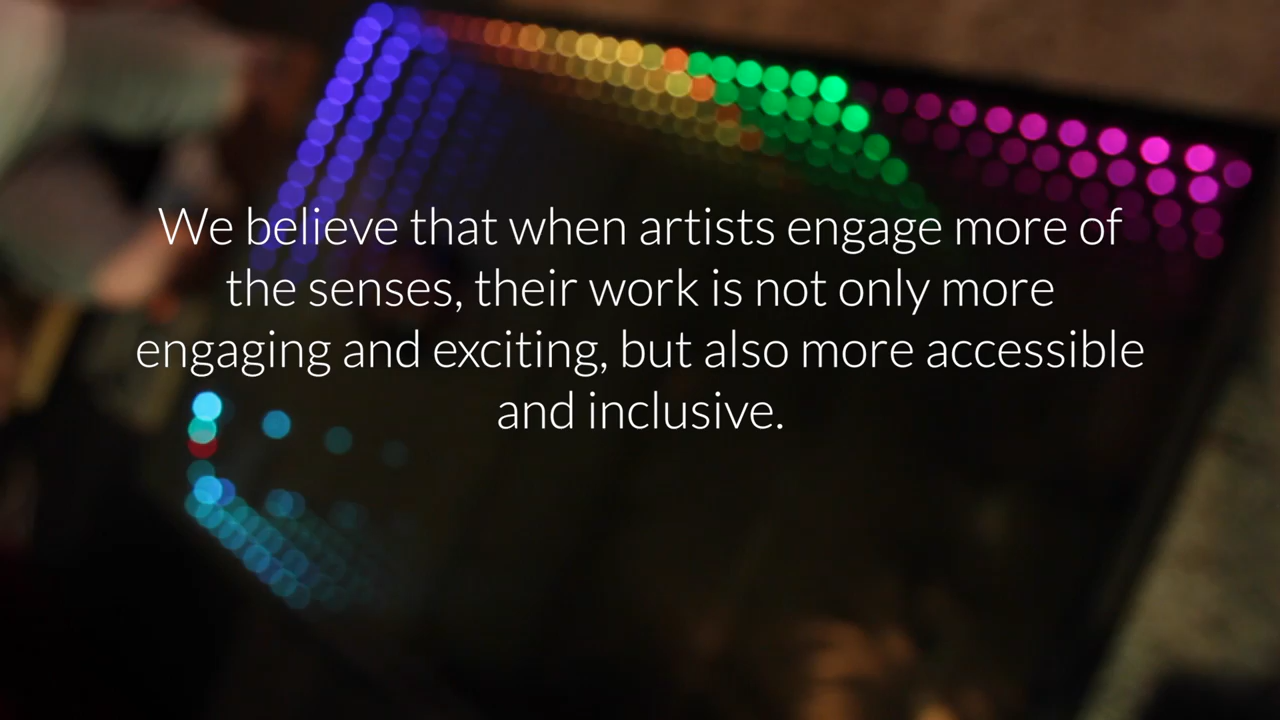 We believe that when artists engage more of
the senses, their work is not only more
engaging and exciting, but also more accessible
and inclusive.